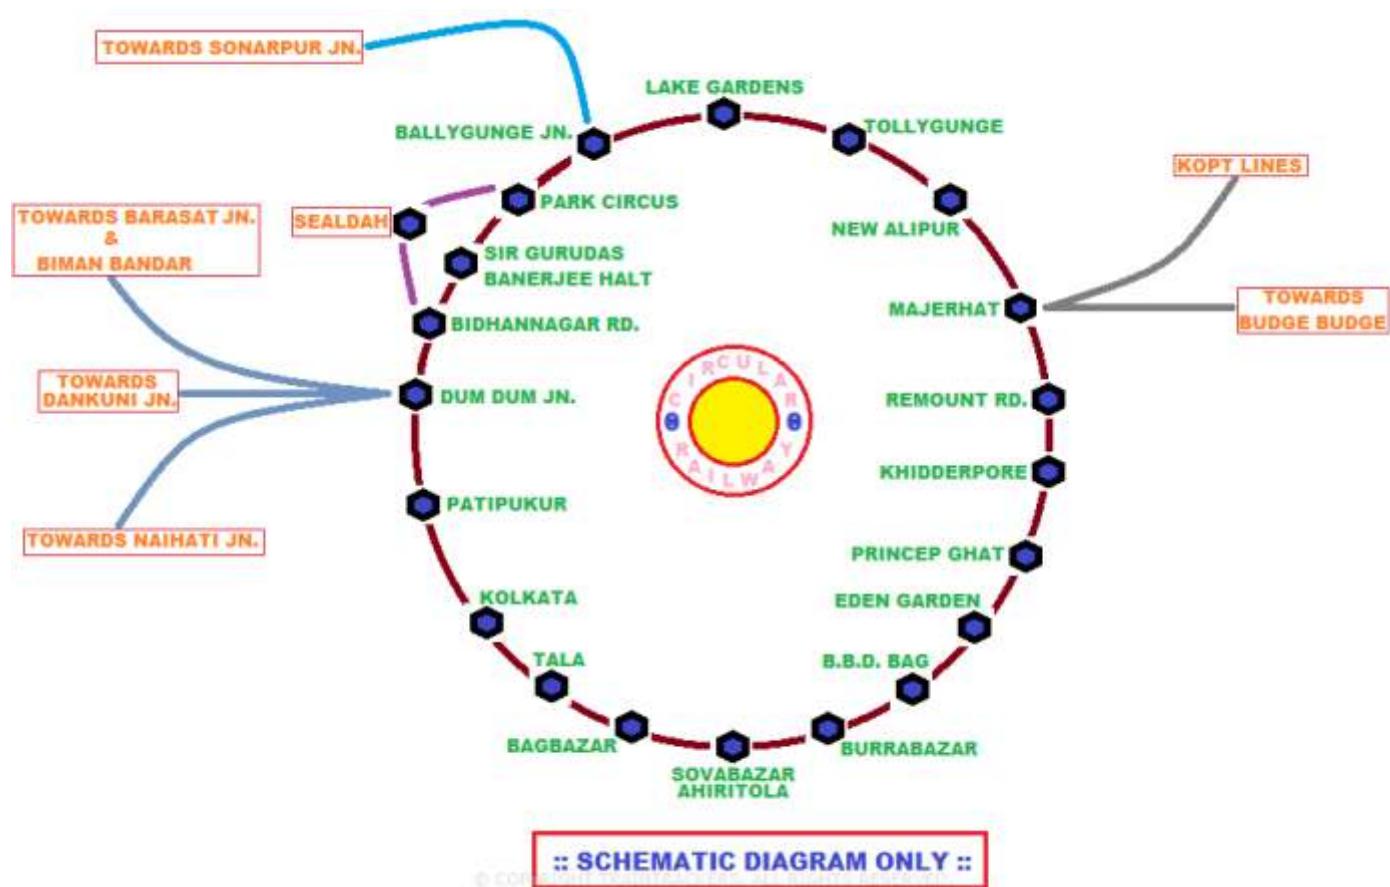 TOWARDS SONARPUR JN.
LAKE GARDENS
BALLYGUNGE JN.
TOLLYGUNGE
KOPT LINES
PARK CIRCUS
TOWARDS BARASAT JN.
&
BIMAN BANDAR
SEALDAH
NEW ALIPUR
SIR GURUDAS
BANERJEE HALT
MAJERHAT
TOWARDS
BUDGE BUDGE
BIDHANNAGAR RD.
CIRCULAR
RAILWAY
TOWARDS
DANKUNI JN.
DUM DUM JN.
REMOUNT RD.
KHIDDERPORE
PATIPUKUR
TOWARDS NAIHATI JN.
PRINCEP GHAT
KOLKATA
EDEN GARDEN
TALA
B.B.D. BAG
BAGBAZAR
BURRABAZAR
SOVABAZAR
AHIRITOLA
:: SCHEMATIC DIAGRAM ONLY ::
ALL RIGHTS RESERVED.